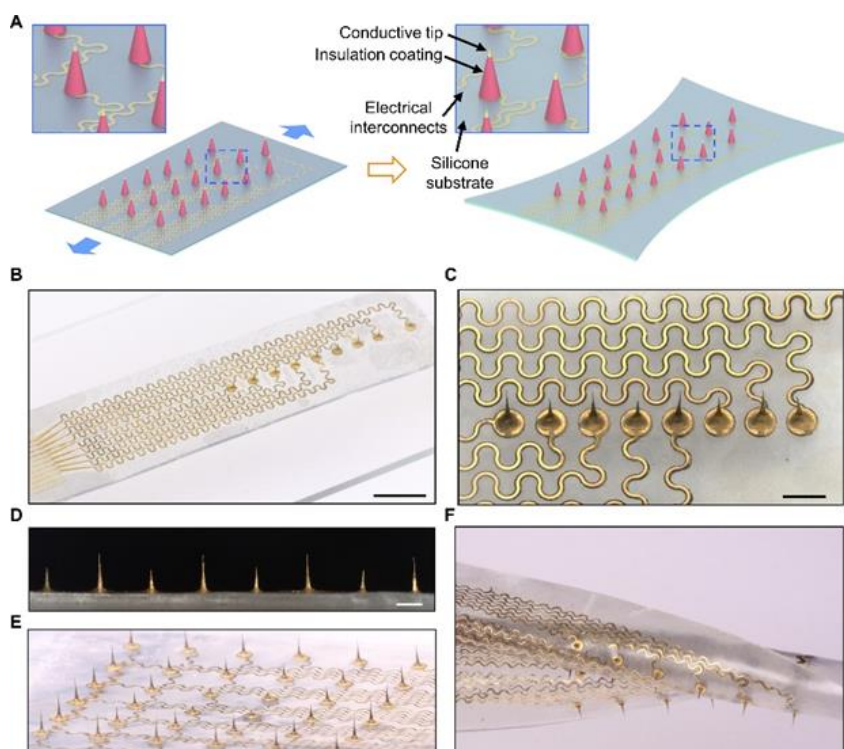 A
Conductive tip
Insulation coating
Electrical
interconnects
Silicone
substrate
B
C
D
E
F